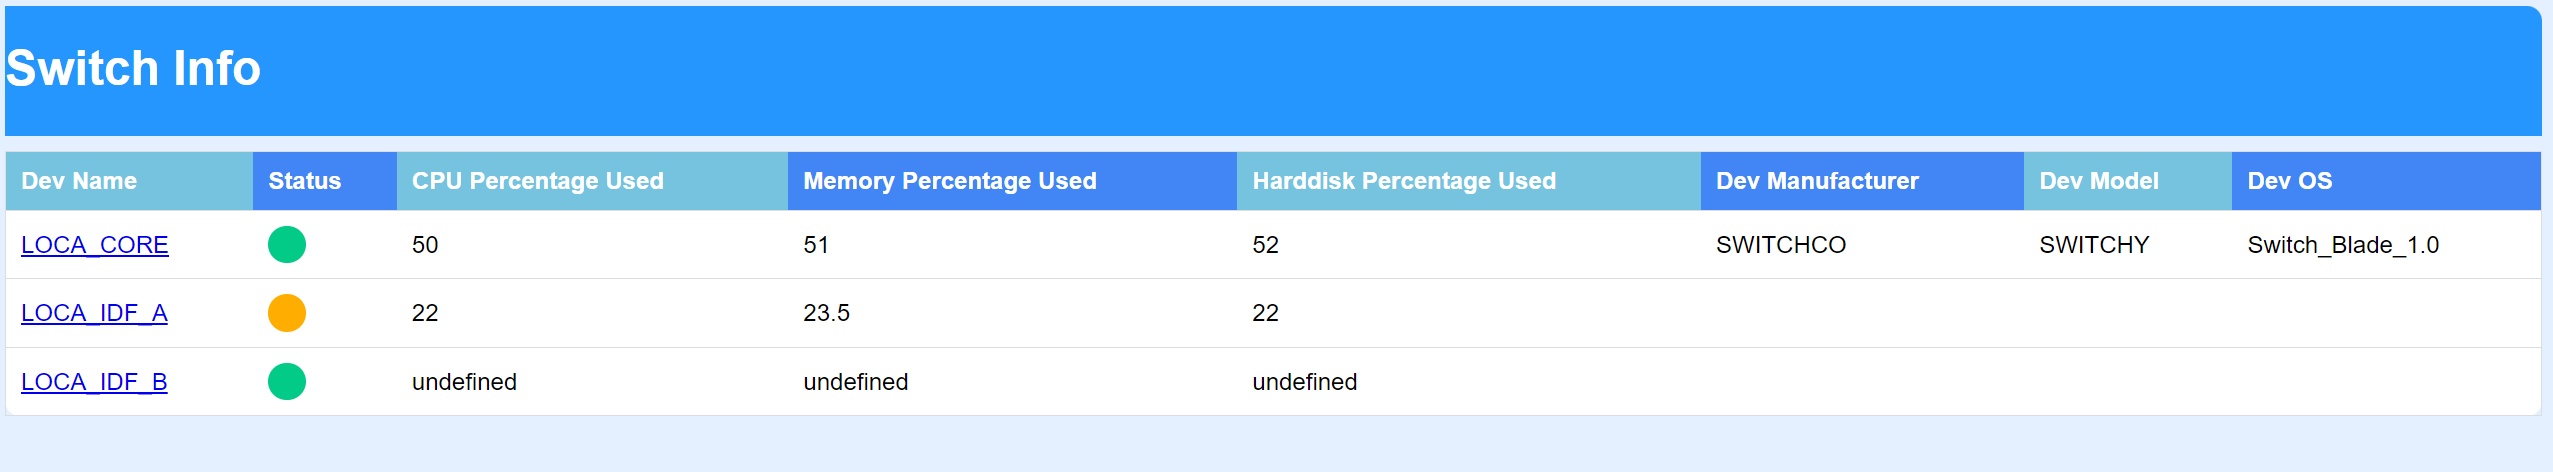 Switch Info
Dev Name Status CPU Percentage Used Memory Percentage Used Harddisk Percentage Used Dev Manufacturer Dev Model Dev OS
LOCA_CORE 50 51 52 SWITCHCO SWITCHY Switch_Blade_1.0
LOCA_IDF_A 22 23.5 22
LOCA_IDF_B undefined undefined undefined